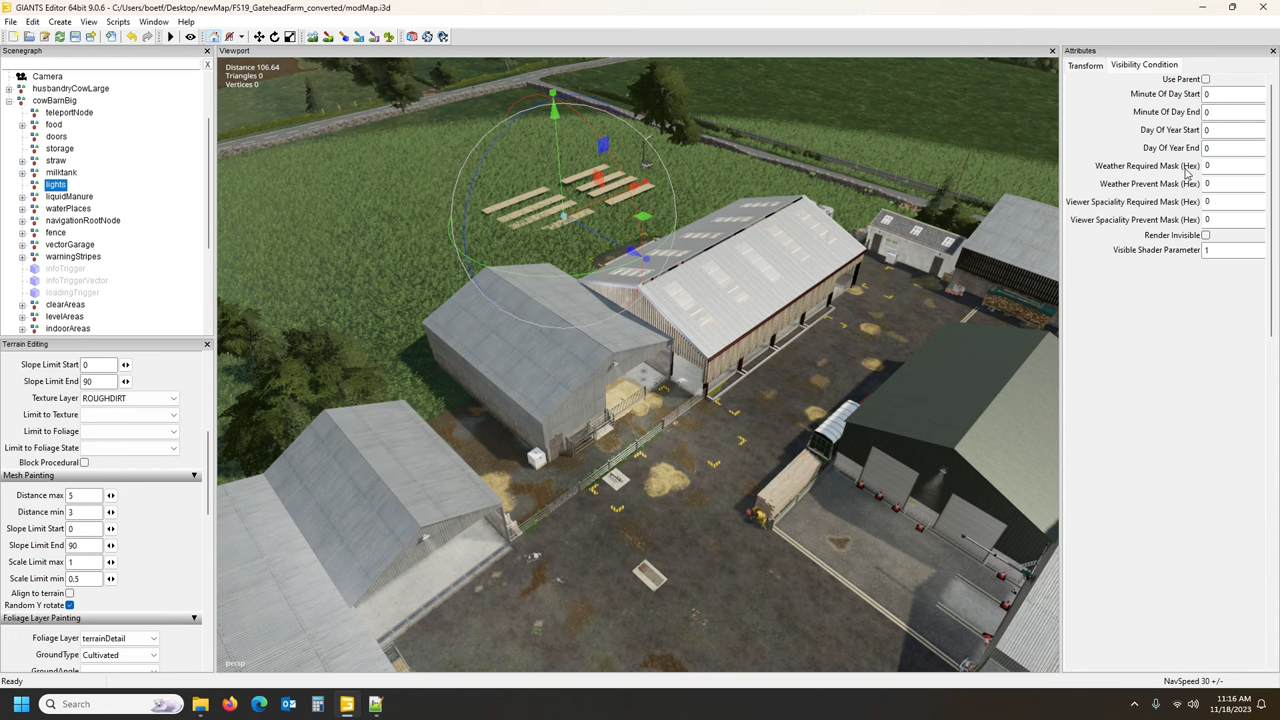 GIANTS Editor 64bit 9.0.6 - C:/Users/boetf/Desktop/newMap/FS19_GateheadFarm_converted/modMap.i3d
File Edit Create View Scripts Window Help
Scenegraph
Viewport
Attributes
X
Camera
husbandryCowLarge
cowBarnBig
teleportNode
food
doors
storage
straw
milktank
lights
liquidManure
waterPlaces
navigationRootNode
fence
vectorGarage
warningStripes
infoTrigger
infoTriggerVector
loadingTrigger
clearAreas
levelAreas
indoorAreas
Terrain Editing
Slope Limit Start 0
Slope Limit End 90
Texture Layer ROUGHDIRT
Limit to Texture
Limit to Foliage
Limit to Foliage State
Block Procedural
Mesh Painting
Distance max 5
Distance min 3
Slope Limit Start 0
Slope Limit End 90
Scale Limit max 1
Scale Limit min 0.5
Align to terrain
Random Y rotate
Foliage Layer Painting
Foliage Layer terrainDetail
GroundType Cultivated
GroundAngle
Distance 106.64
Triangles 0
Vertices 0
persp
Transform Visibility Condition
Use Parent
Minute Of Day Start 0
Minute Of Day End 0
Day Of Year Start 0
Day Of Year End 0
Weather Required Mask (Hex) 0
Weather Prevent Mask (Hex) 0
Viewer Spaciality Required Mask (Hex) 0
Viewer Spaciality Prevent Mask (Hex) 0
Render Invisible
Visible Shader Parameter 1
Ready
NavSpeed 30 +/-
Search
11:16 AM
11/18/2023